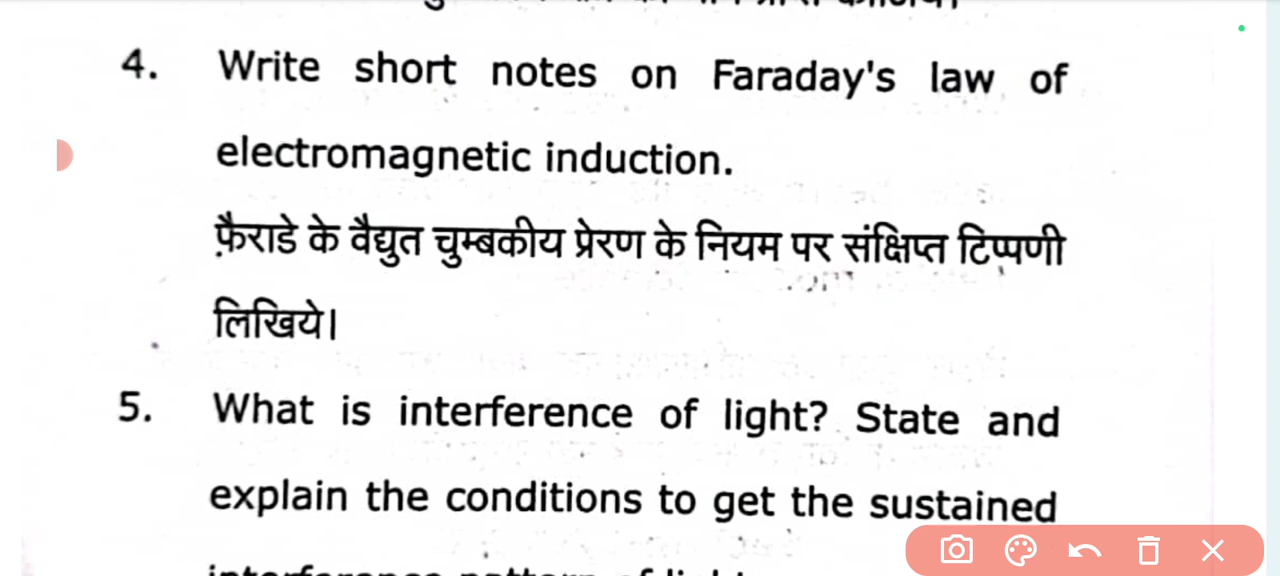 4. Write short notes on Faraday's law of
electromagnetic induction.
फ़ैराडे के वैद्युत चुम्बकीय प्रेरण के नियम पर संक्षिप्त टिप्पणी
लिखिये।
5. What is interference of light? State and
explain the conditions to get the sustained